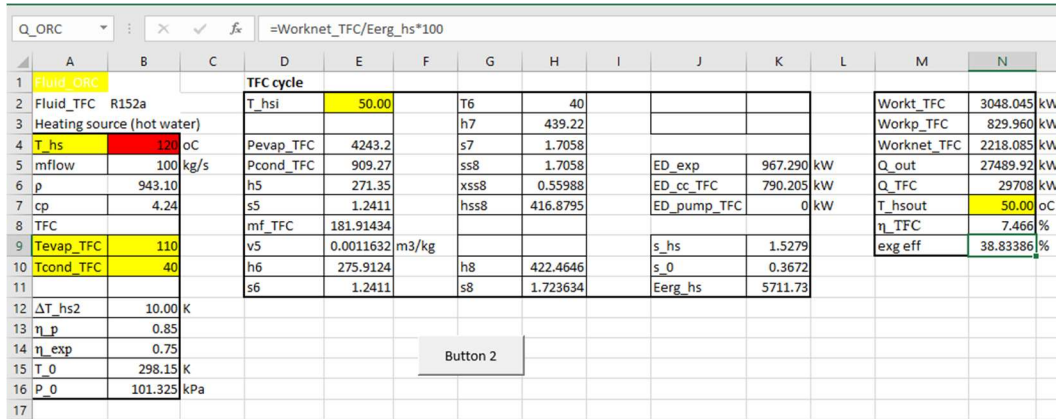 Q_ORC fx =Worknet_TFC/Eerg_hs*100
A B C D E F G H I J K L M N
1 Fluid_ORC TFC cycle
2 Fluid_TFC R152a T_hsi 50.00 T6 40 Workt_TFC 3048.045 kW
3 Heating source (hot water) h7 439.22 Workp_TFC 829.960 kW
4 T_hs 120 oC Pevap_TFC 4243.2 s7 1.7058 Worknet_TFC 2218.085 kW
5 mflow 100 kg/s Pcond_TFC 909.27 ss8 1.7058 ED_exp 967.290 kW Q_out 27489.92 kW
6 ρ 943.10 h5 271.35 xss8 0.55988 ED_cc_TFC 790.205 kW Q_TFC 29708 kW
7 cp 4.24 s5 1.2411 hss8 416.8795 ED_pump_TFC 0 kW T_hsout 50.00 oC
8 TFC mf_TFC 181.91434 η_TFC 7.466 %
9 Tevap_TFC 110 v5 0.0011632 m3/kg s_hs 1.5279 exg eff 38.83386 %
10 Tcond_TFC 40 h6 275.9124 h8 422.4646 s_0 0.3672
11 s6 1.2411 s8 1.723634 Eerg_hs 5711.73
12 ΔT_hs2 10.00 K
13 η_p 0.85
14 η_exp 0.75
Button 2
15 T_0 298.15 K
16 P_0 101.325 kPa
17